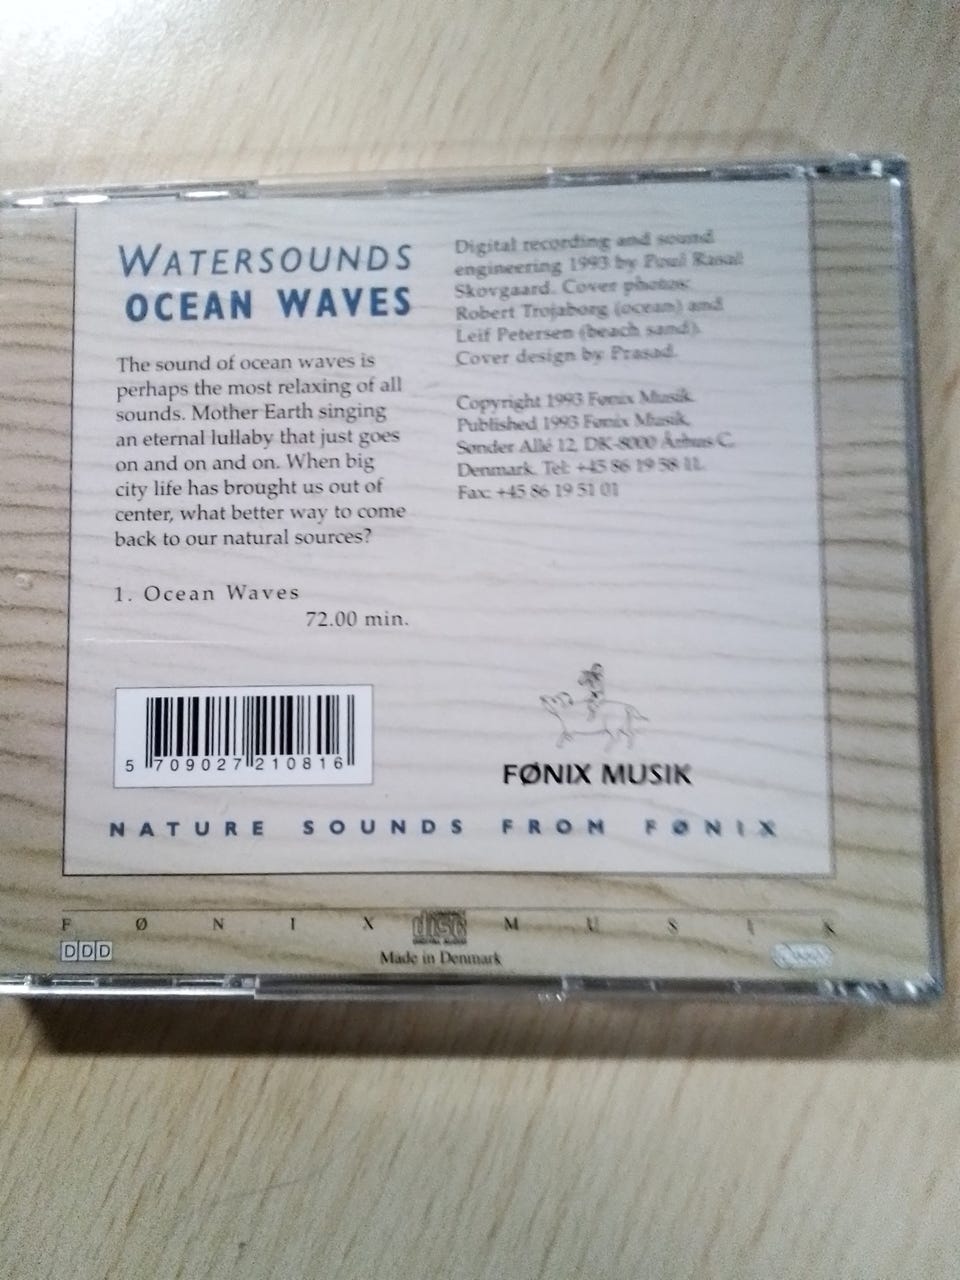 WATERSOUNDS
OCEAN WAVES
The sound of ocean waves is
perhaps the most relaxing of all
sounds. Mother Earth singing
an eternal lullaby that just goes
on and on and on. When big
city life has brought us out of
center, what better way to come
back to our natural sources?
1. Ocean Waves
72.00 min.
Digital recording and sound
engineering 1993 by Poul Rasal
Skovgaard. Cover photos:
Robert Trojaborg (ocean) and
Leif Petersen (beach sand).
Cover design by Prasad.
Copyright 1993 Fønix Musik.
Published 1993 Fønix Musik,
Sønder Allé 12, DK-8000 Århus C,
Denmark. Tel: +45 86 19 58 11.
Fax: +45 86 19 51 01
5 709027 210816
FØNIX MUSIK
NATURE SOUNDS FROM FØNIX
FØNIX disc MUSIK
DIGITAL AUDIO
DDD
Made in Denmark